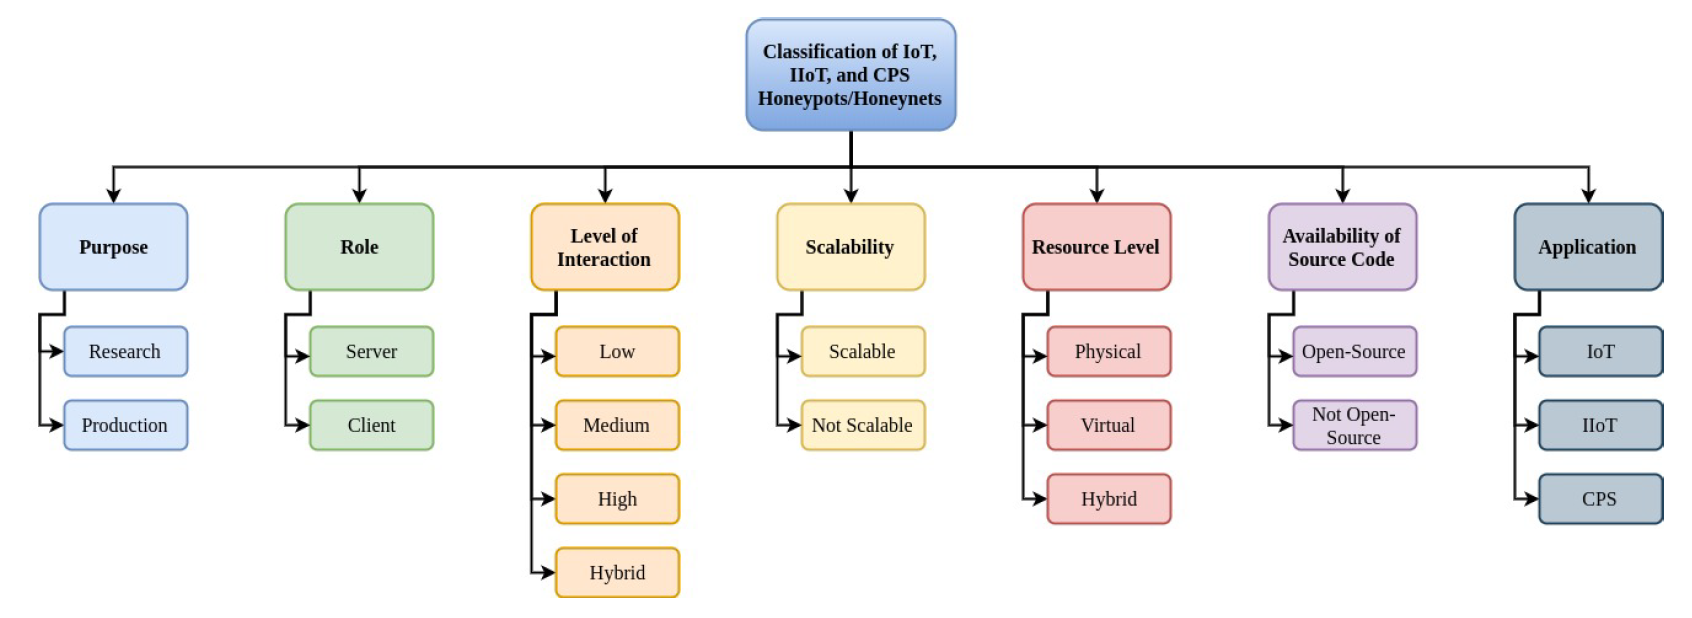 Classification of IoT,
IIoT, and CPS
Honeypots/Honeynets
Purpose
Research
Production
Role
Server
Client
Level of
Interaction
Low
Medium
High
Hybrid
Scalability
Scalable
Not Scalable
Resource Level
Physical
Virtual
Hybrid
Availability of
Source Code
Open-Source
Not Open-
Source
Application
IoT
IIoT
CPS